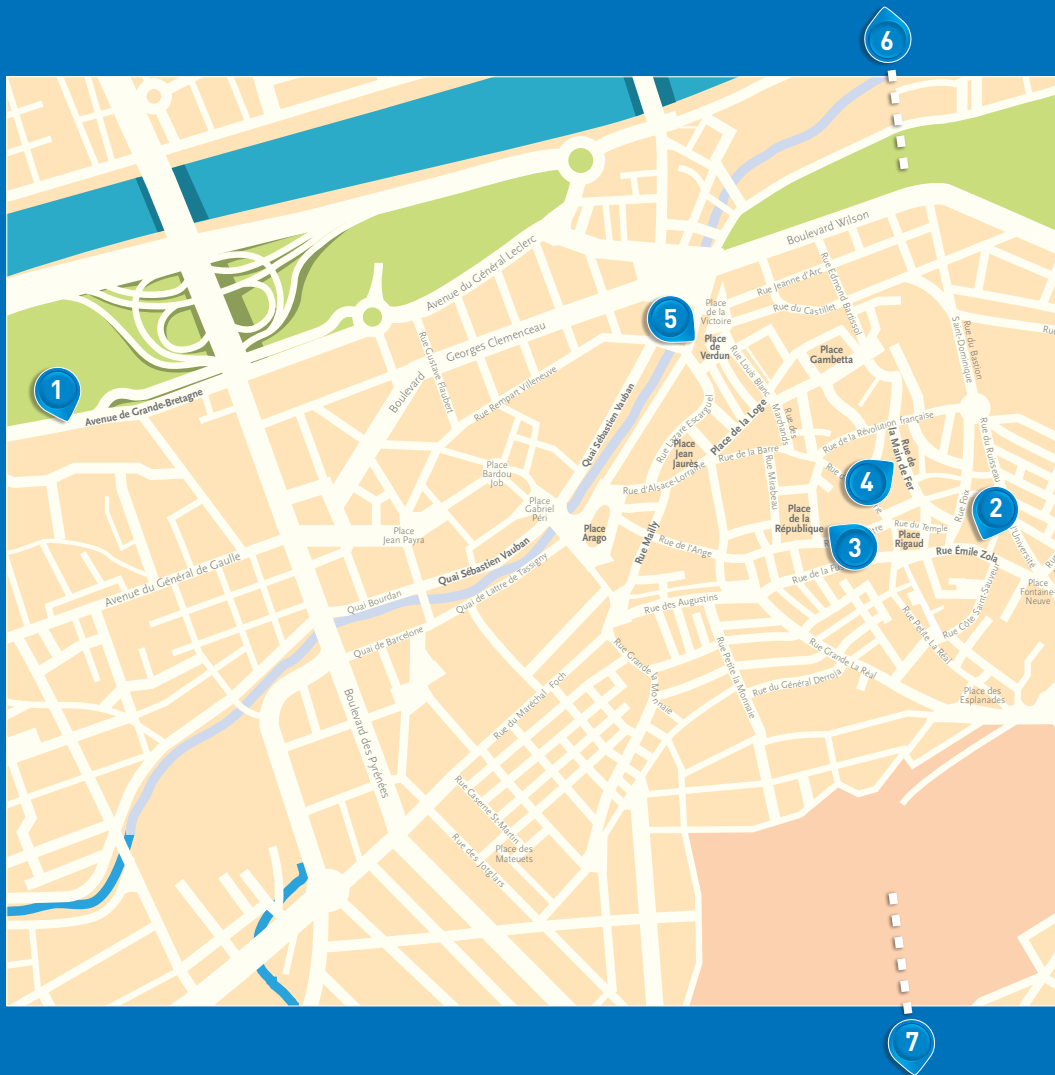 6
Boulevard Wilson
Rue Jeanne d'Arc
Rue Edmond Bartissol
Avenue du Général Leclerc
Place
de la
Victoire
Rue du Castillet
5
Place
de
Verdun
Place
Gambetta
Rue du Bastion
Saint-Dominique
Ru
Georges Clemenceau
Boulevard
Rue Gustave Flaubert
Rue Rempart Villeneuve
Rue Louis Blanc
1
Avenue de Grande-Bretagne
Quai Sébastien Vauban
Rue Lazare Escarguel
Place de la Loge
Rue des
Marchands
Rue de la Révolution française
Rue de
la Main de Fer
Rue du Ruisseau
Place
Jean
Jaurès
Rue de la Barre
Rue Mirabeau
Rue d'Alsace-Lorraine
Place
Bardou
Job
4
Rue Foix
2
Place
Gabriel
Péri
Place
Arago
Place
de la
République
Rue du Temple
Place
Rigaud
l'Université
Place
Jean Payra
Rue Mailly
Rue de l'Ange
3
Rue Émile Zola
Avenue du Général de Gaulle
Quai Sébastien Vauban
Quai de Lattre de Tassigny
Quai Bourdan
Quai de Barcelone
Rue des Augustins
Rue de la
Rue Petite La Réal
Rue Côte Saint-Sauveur
Place
Fontaine-
Neuve
Rue Grande la Monnaie
Rue Petite la Monnaie
Rue Grande La Réal
Rue du Général Derroja
Place des
Esplanades
Boulevard des Pyrénées
Rue du Maréchal Foch
Rue Caserne St-Martin
Rue des Jotglars
Place des
Mateuets
7